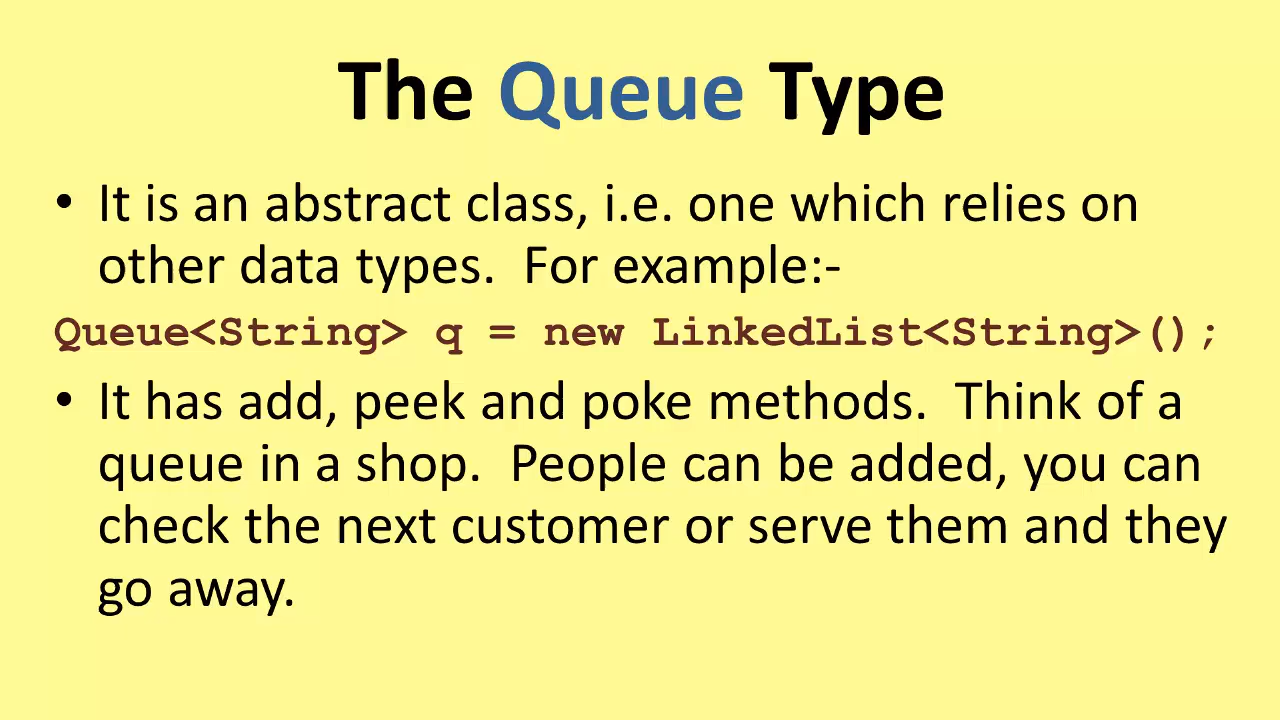 The Queue Type
• It is an abstract class, i.e. one which relies on
other data types.  For example:-
Queue<String> q = new LinkedList<String>();
• It has add, peek and poke methods.  Think of a
queue in a shop.  People can be added, you can
check the next customer or serve them and they
go away.